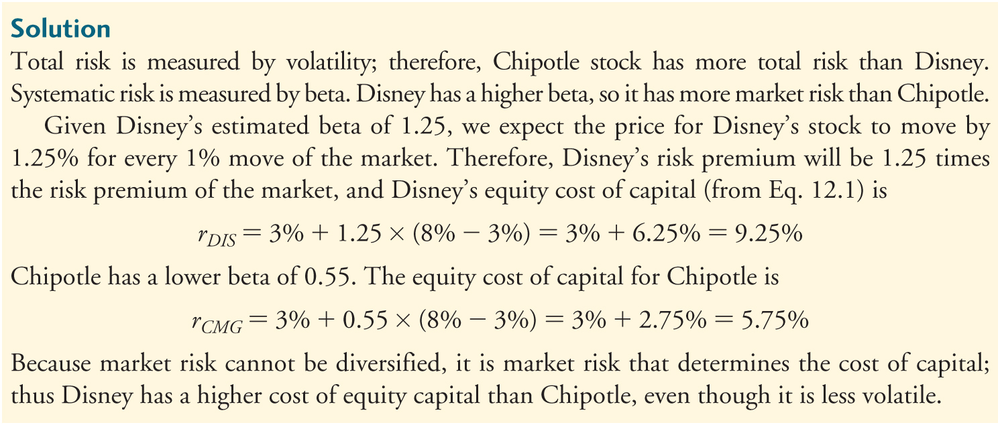 Solution
Total risk is measured by volatility; therefore, Chipotle stock has more total risk than Disney.
Systematic risk is measured by beta. Disney has a higher beta, so it has more market risk than Chipotle.
Given Disney’s estimated beta of 1.25, we expect the price for Disney’s stock to move by
1.25% for every 1% move of the market. Therefore, Disney’s risk premium will be 1.25 times
the risk premium of the market, and Disney’s equity cost of capital (from Eq. 12.1) is
r_DIS = 3% + 1.25 × (8% − 3%) = 3% + 6.25% = 9.25%
Chipotle has a lower beta of 0.55. The equity cost of capital for Chipotle is
r_CMG = 3% + 0.55 × (8% − 3%) = 3% + 2.75% = 5.75%
Because market risk cannot be diversified, it is market risk that determines the cost of capital;
thus Disney has a higher cost of equity capital than Chipotle, even though it is less volatile.